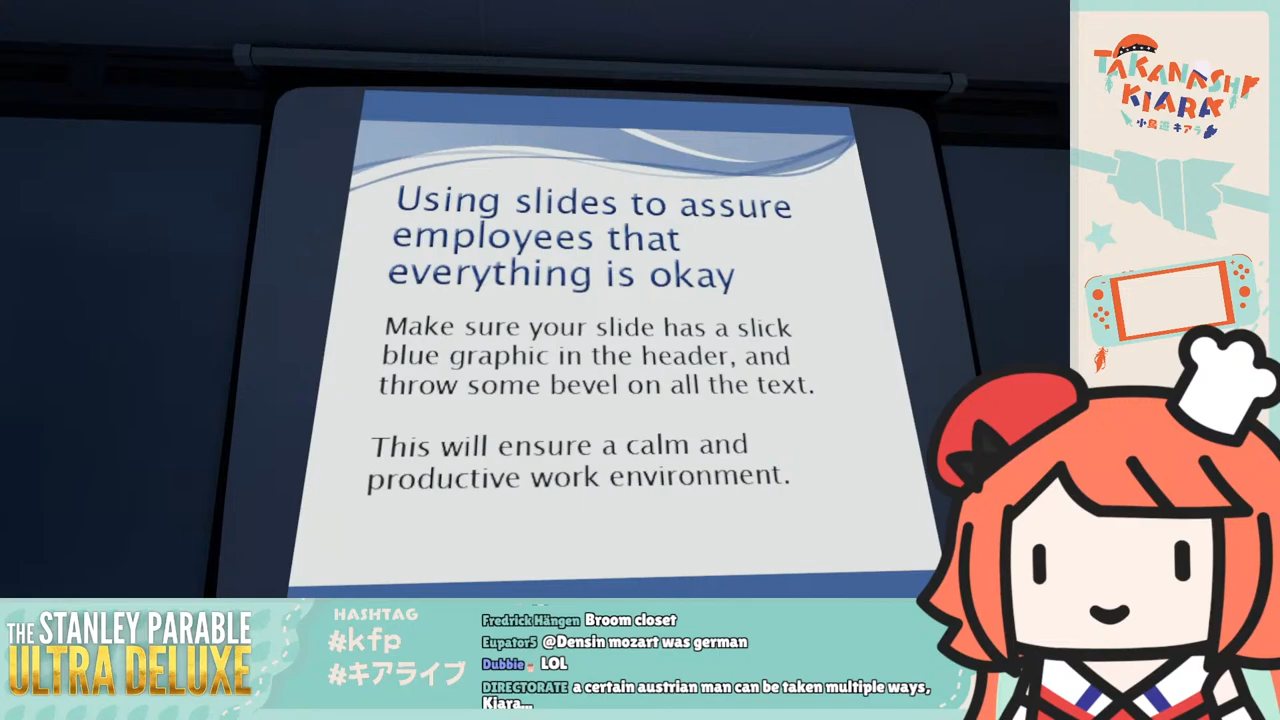 TAKANASHI
KIARA
小鳥遊キアラ
Using slides to assure
employees that
everything is okay
Make sure your slide has a slick
blue graphic in the header, and
throw some bevel on all the text.
This will ensure a calm and
productive work environment.
THE STANLEY PARABLE
ULTRA DELUXE
HASHTAG
#kfp
#キアライブ
Fredrick Hängen Broom closet
Eupator5 @Densin mozart was german
Dubbie LOL
DIRECTORATE a certain austrian man can be taken multiple ways,
Kiara...